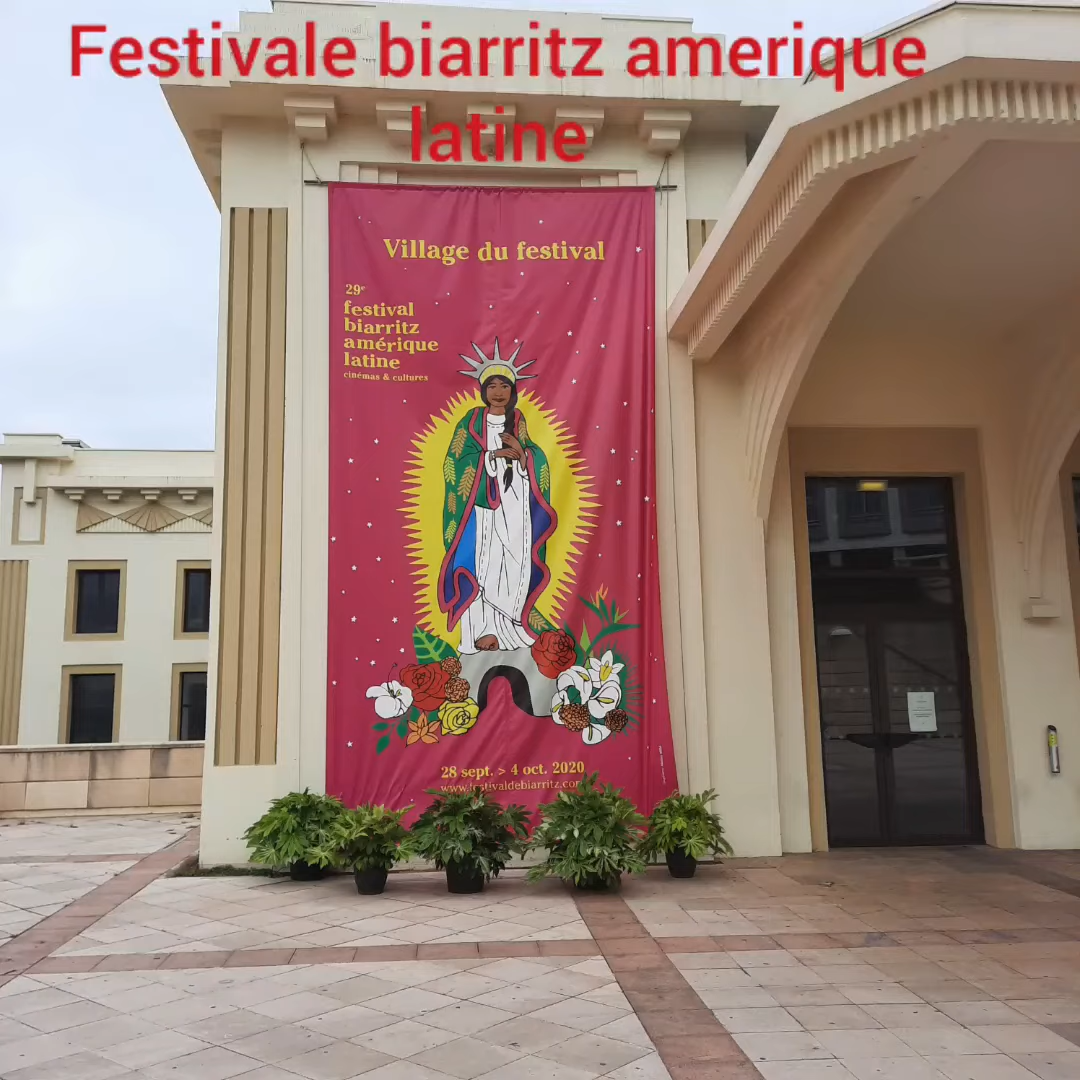 Festivale biarritz amerique
latine
Village du festival
29e
festival
biarritz
amérique
latine
cinémas & cultures
28 sept. > 4 oct. 2020
www.festivaldebiarritz.com